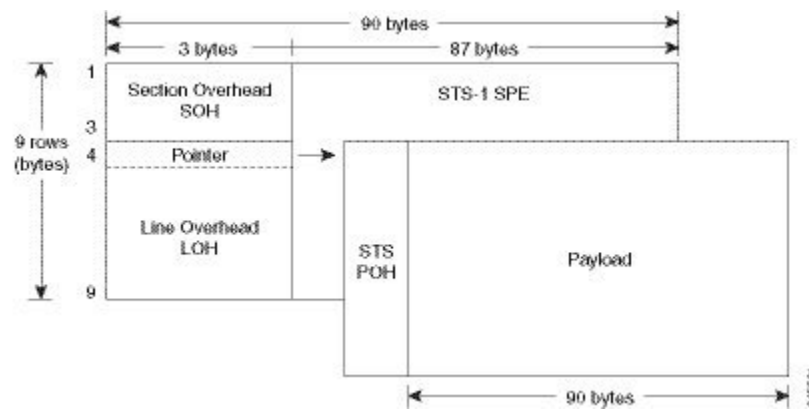 90 bytes
3 bytes
87 bytes
1
Section Overhead
SOH
STS-1 SPE
3
9 rows
(bytes)
4
Pointer
Line Overhead
LOH
STS
POH
Payload
9
90 bytes